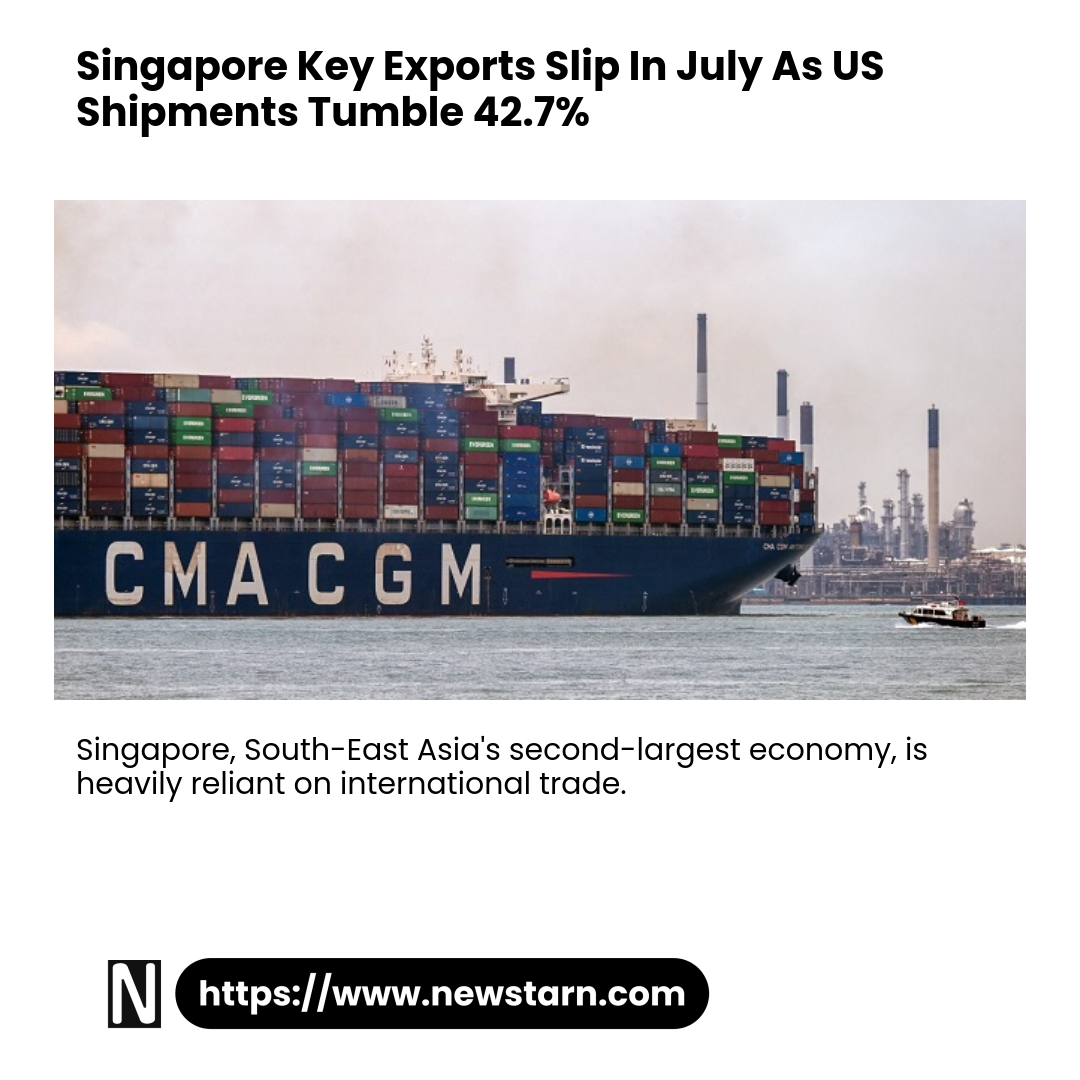 Singapore Key Exports Slip In July As US
Shipments Tumble 42.7%
CMA CGM
Singapore, South-East Asia's second-largest economy, is
heavily reliant on international trade.
N
https://www.newstarn.com